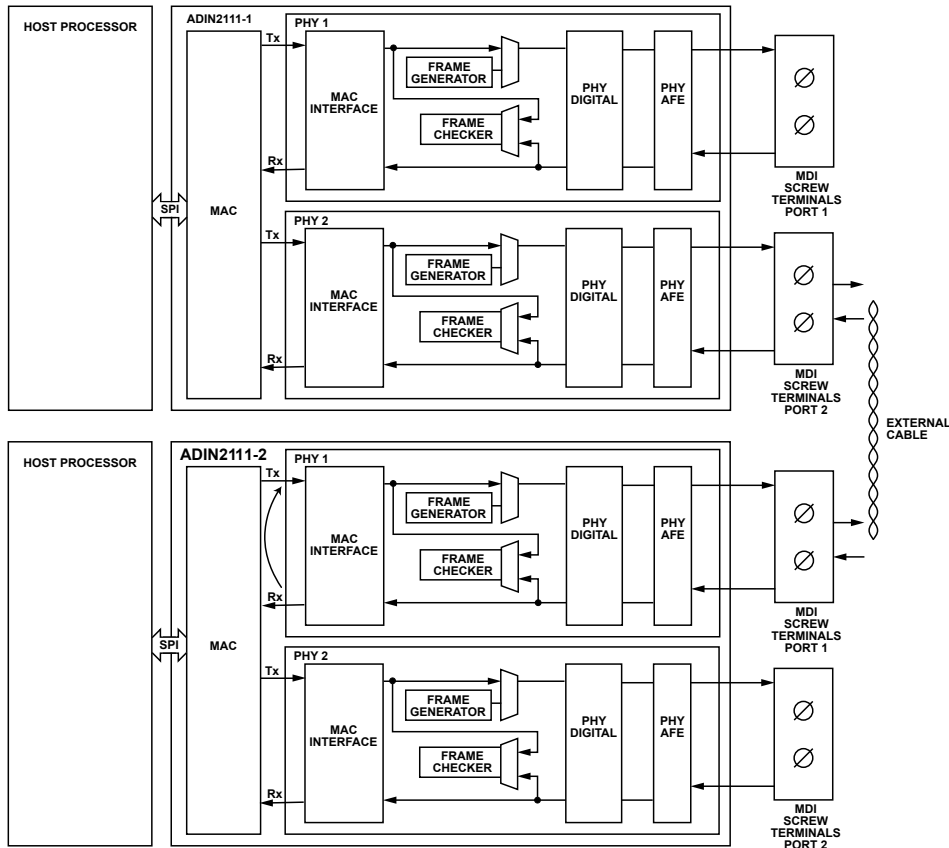 HOST PROCESSOR
ADIN2111-1
PHY 1
Tx
FRAME
GENERATOR
MAC
INTERFACE
PHY
DIGITAL
PHY
AFE
FRAME
CHECKER
Rx
MDI
SCREW
TERMINALS
PORT 1
SPI
MAC
PHY 2
Tx
FRAME
GENERATOR
MAC
INTERFACE
PHY
DIGITAL
PHY
AFE
FRAME
CHECKER
Rx
MDI
SCREW
TERMINALS
PORT 2
EXTERNAL
CABLE
HOST PROCESSOR
ADIN2111-2
PHY 1
Tx
FRAME
GENERATOR
MAC
INTERFACE
PHY
DIGITAL
PHY
AFE
FRAME
CHECKER
Rx
MDI
SCREW
TERMINALS
PORT 1
SPI
MAC
PHY 2
Tx
FRAME
GENERATOR
MAC
INTERFACE
PHY
DIGITAL
PHY
AFE
FRAME
CHECKER
Rx
MDI
SCREW
TERMINALS
PORT 2